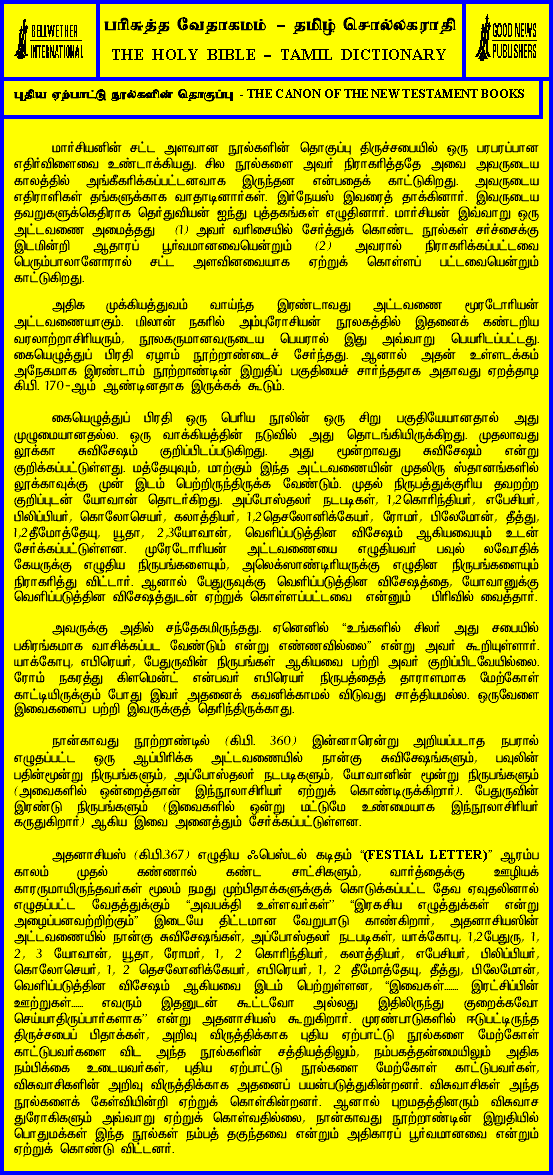 BELLWETHER
INTERNATIONAL
பரிசுத்த வேதாகமம் – தமிழ் சொல்லகராதி
THE HOLY BIBLE – TAMIL DICTIONARY
GOOD NEWS
PUBLISHERS
புதிய ஏற்பாட்டு நூல்களின் தொகுப்பு - THE CANON OF THE NEW TESTAMENT BOOKS
மார்சியனின் சட்ட அளவான நூல்களின் தொகுப்பு திருச்சபையில் ஒரு பரபரப்பான
எதிர்விளைவை உண்டாக்கியது. சில நூல்களை அவர் நிராகரித்ததே அவை அவருடைய
காலத்தில் அங்கீகரிக்கப்பட்டனவாக இருந்தன என்பதைக் காட்டுகிறது. அவருடைய
எதிராளிகள் தங்களுக்காக வாதாடினார்கள். இர்நேயஸ் இவரைத் தாக்கினார். இவருடைய
தவறுகளுக்கெதிராக தெர்துவியன் ஐந்து புத்தகங்கள் எழுதினார். மார்சியன் இவ்வாறு ஒரு
அட்டவணை அமைத்தது (1) அவர் வரிசையில் சேர்த்துக் கொண்ட நூல்கள் சர்ச்சைக்கு
இடமின்றி ஆதாரப் பூர்வமானவையென்றும் (2) அவரால் நிராகரிக்கப்பட்டவை
பெரும்பாலானோரால் சட்ட அளவினவையாக ஏற்றுக் கொள்ளப் பட்டவையென்றும்
காட்டுகிறது.
அதிக முக்கியத்துவம் வாய்ந்த இரண்டாவது அட்டவணை மூரடோரியன்
அட்டவணையாகும். மிலான் நகரில் அம்புரோசியன் நூலகத்தில் இதனைக் கண்டறிய
வரலாற்றாசிரியரும், நூலகருமானவருடைய பெயரால் இது அவ்வாறு பெயரிடப்பட்டது.
கையெழுத்துப் பிரதி ஏழாம் நூற்றாண்டைச் சேர்ந்தது. ஆனால் அதன் உள்ளடக்கம்
அநேகமாக இரண்டாம் நூற்றாண்டின் இறுதிப் பகுதியைச் சார்ந்ததாக அதாவது ஏறத்தாழ
கி.பி. 170-ஆம் ஆண்டினதாக இருக்கக் கூடும்.
கையெழுத்துப் பிரதி ஒரு பெரிய நூலின் ஒரு சிறு பகுதியேயானதால் அது
முழுமையானதல்ல. ஒரு வாக்கியத்தின் நடுவில் அது தொடங்கியிருக்கிறது. முதலாவது
லூக்கா சுவிசேஷம் குறிப்பிடப்படுகிறது. அது மூன்றாவது சுவிசேஷம் என்று
குறிக்கப்பட்டுள்ளது. மத்தேயுவும், மாற்கும் இந்த அட்டவணையின் முதலிரு ஸ்தானங்களில்
லூக்காவுக்கு முன் இடம் பெற்றிருந்திருக்க வேண்டும். முதல் நிருபத்துக்குரிய தவறற்ற
குறிப்புடன் யோவான் தொடர்கிறது. அப்போஸ்தலர் நடபடிகள், 1,2கொரிந்தியர், எபேசியர்,
பிலிப்பியர், கொலோசெயர், கலாத்தியர், 1,2தெசலோனிக்கேயர், ரோமர், பிலேமோன், தீத்து,
1,2தீமோத்தேயு, யூதா, 2,3யோவான், வெளிப்படுத்தின விசேஷம் ஆகியவையும் உடன்
சேர்க்கப்பட்டுள்ளன. முரேடோரியன் அட்டவணையை எழுதியவர் பவுல் லவோதிக்
கேயருக்கு எழுதிய நிருபங்களையும், அலெக்ஸாண்டிரியருக்கு எழுதின நிருபங்களையும்
நிராகரித்து விட்டார். ஆனால் பேதுருவுக்கு வெளிப்படுத்தின விசேஷத்தை, யோவானுக்கு
வெளிப்படுத்தின விசேஷத்துடன் ஏற்றுக் கொள்ளப்பட்டவை என்னும் பிரிவில் வைத்தார்.
அவருக்கு அதில் சந்தேகமிருந்தது. ஏனெனில் “உங்களில் சிலர் அது சபையில்
பகிரங்கமாக வாசிக்கப்பட வேண்டும் என்று எண்ணவில்லை” என்று அவர் கூறியுள்ளார்.
யாக்கோபு, எபிரெயர், பேதுருவின் நிருபங்கள் ஆகியவை பற்றி அவர் குறிப்பிடவேயில்லை.
ரோம் நகரத்து கிளமென்ட் என்பவர் எபிரெயர் நிருபத்தைத் தாராளமாக மேற்கோள்
காட்டியிருக்கும் போது இவர் அதனைக் கவனிக்காமல் விடுவது சாத்தியமல்ல. ஒருவேளை
இவைகளைப் பற்றி இவருக்குத் தெரிந்திருக்காது.
நான்காவது நூற்றாண்டில் (கி.பி. 360) இன்னாரென்று அறியப்படாத நபரால்
எழுதப்பட்ட ஒரு ஆப்பிரிக்க அட்டவணையில் நான்கு சுவிசேஷங்களும், பவுலின்
பதின்மூன்று நிருபங்களும், அப்போஸ்தலர் நடபடிகளும், யோவானின் மூன்று நிருபங்களும்
(அவைகளில் ஒன்றைத்தான் இந்நூலாசிரியர் ஏற்றுக் கொண்டிருக்கிறார்). பேதுருவின்
இரண்டு நிருபங்களும் (இவைகளில் ஒன்று மட்டுமே உண்மையாக இந்நூலாசிரியர்
கருதுகிறார்) ஆகிய இவை அனைத்தும் சேர்க்கப்பட்டுள்ளன.
அதனாசியஸ் (கி.பி.367) எழுதிய ஃபெஸ்டல் கடிதம் “(FESTIAL LETTER)” ஆரம்ப
காலம் முதல் கண்ணால் கண்ட சாட்சிகளும், வார்த்தைக்கு ஊழியக்
காரருமாயிருந்தவர்கள் மூலம் நமது முற்பிதாக்களுக்குக் கொடுக்கப்பட்ட தேவ ஏவுதலினால்
எழுதப்பட்ட வேதத்துக்கும் “அவபக்தி உள்ளவர்கள்” “இரகசிய எழுத்துக்கள் என்று
அழைப்பனவற்றிற்கும்” இடையே திட்டமான வேறுபாடு காண்கிறார், அதனாசியஸின்
அட்டவணையில் நான்கு சுவிசேஷங்கள், அப்போஸ்தலர் நடபடிகள், யாக்கோபு, 1,2பேதுரு, 1,
2, 3 யோவான், யூதா, ரோமர், 1, 2 கொரிந்தியர், கலாத்தியர், எபேசியர், பிலிப்பியர்,
கொலோசெயர், 1, 2 தெசலோனிக்கேயர், எபிரெயர், 1, 2 தீமோத்தேயு, தீத்து, பிலேமோன்,
வெளிப்படுத்தின விசேஷம் ஆகியவை இடம் பெற்றுள்ளன, “இவைகள்...... இரட்சிப்பின்
ஊற்றுகள்...... எவரும் இதனுடன் கூட்டவோ அல்லது இதிலிருந்து குறைக்கவோ
செய்யாதிருப்பார்களாக” என்று அதனாசியஸ் கூறுகிறார். முரண்பாடுகளில் ஈடுபட்டிருந்த
திருச்சபைப் பிதாக்கள், அறிவு விருத்திக்காக புதிய ஏற்பாட்டு நூல்களை மேற்கோள்
காட்டுபவர்களை விட அந்த நூல்களின் சத்தியத்திலும், நம்பகத்தன்மையிலும் அதிக
நம்பிக்கை உடையவர்கள், புதிய ஏற்பாட்டு நூல்களை மேற்கோள் காட்டுபவர்கள்,
விசுவாசிகளின் அறிவு விருத்திக்காக அதனைப் பயன்படுத்துகின்றனர். விசுவாசிகள் அந்த
நூல்களைக் கேள்வியின்றி ஏற்றுக் கொள்கின்றனர். ஆனால் புறமதத்தினரும் விசுவாச
துரோகிகளும் அவ்வாறு ஏற்றுக் கொள்வதில்லை, நான்காவது நூற்றாண்டின் இறுதியில்
பொதுமக்கள் இந்த நூல்கள் நம்பத் தகுந்தவை என்றும் அதிகாரப் பூர்வமானவை என்றும்
ஏற்றுக் கொண்டு விட்டனர்.